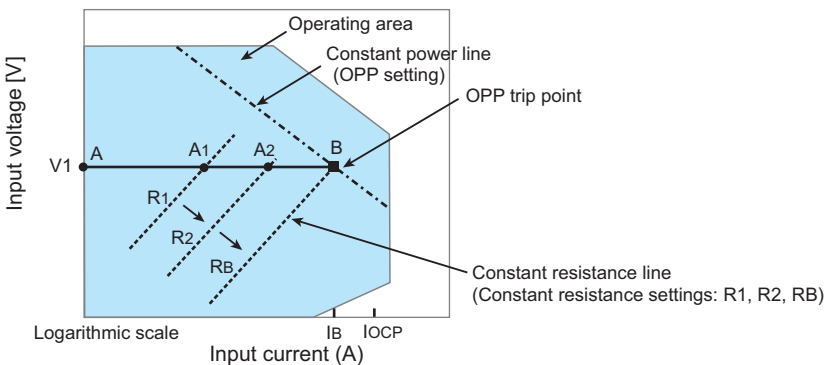 Operating area
Constant power line
(OPP setting)
OPP trip point
Input voltage [V]
V1
A
A1
A2
B
R1
R2
RB
Constant resistance line
(Constant resistance settings: R1, R2, RB)
Logarithmic scale
IB
IOCP
Input current (A)